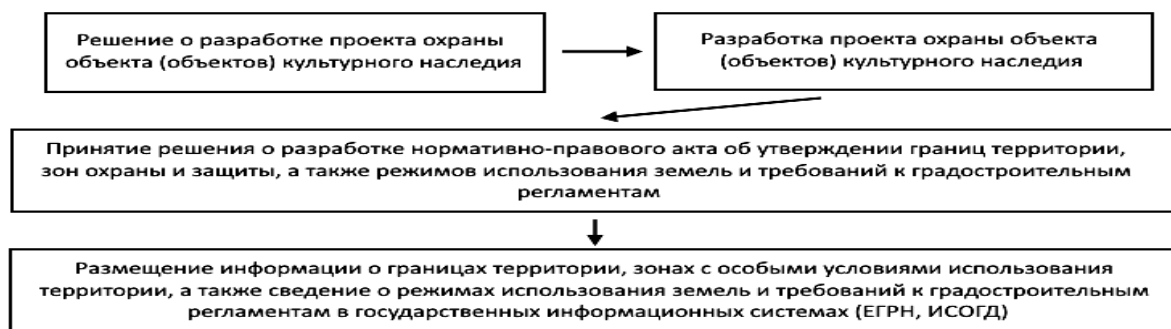 Решение о разработке проекта охраны
объекта (объектов) культурного наследия
Разработка проекта охраны объекта
(объектов) культурного наследия
Принятие решения о разработке нормативно-правового акта об утверждении границ территории,
зон охраны и защиты, а также режимов использования земель и требований к градостроительным
регламентам
Размещение информации о границах территории, зонах с особыми условиями использования
территории, а также сведение о режимах использования земель и требований к градостроительным
регламентам в государственных информационных системах (ЕГРН, ИСОГД)